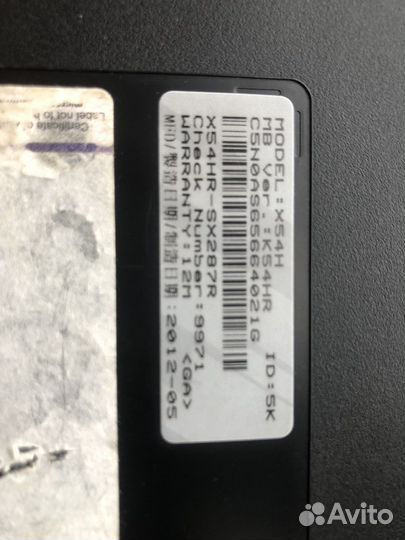 MODEL:X54H ID:5K
MB Ver.:K54HR
C5N0AS65664021G
X54HR-SX287R
Check Number:9971
WARRANTY:12M <GA>
MFD/製造日期/制造日期:2012-05
Certificate of
Label not to b
Avito